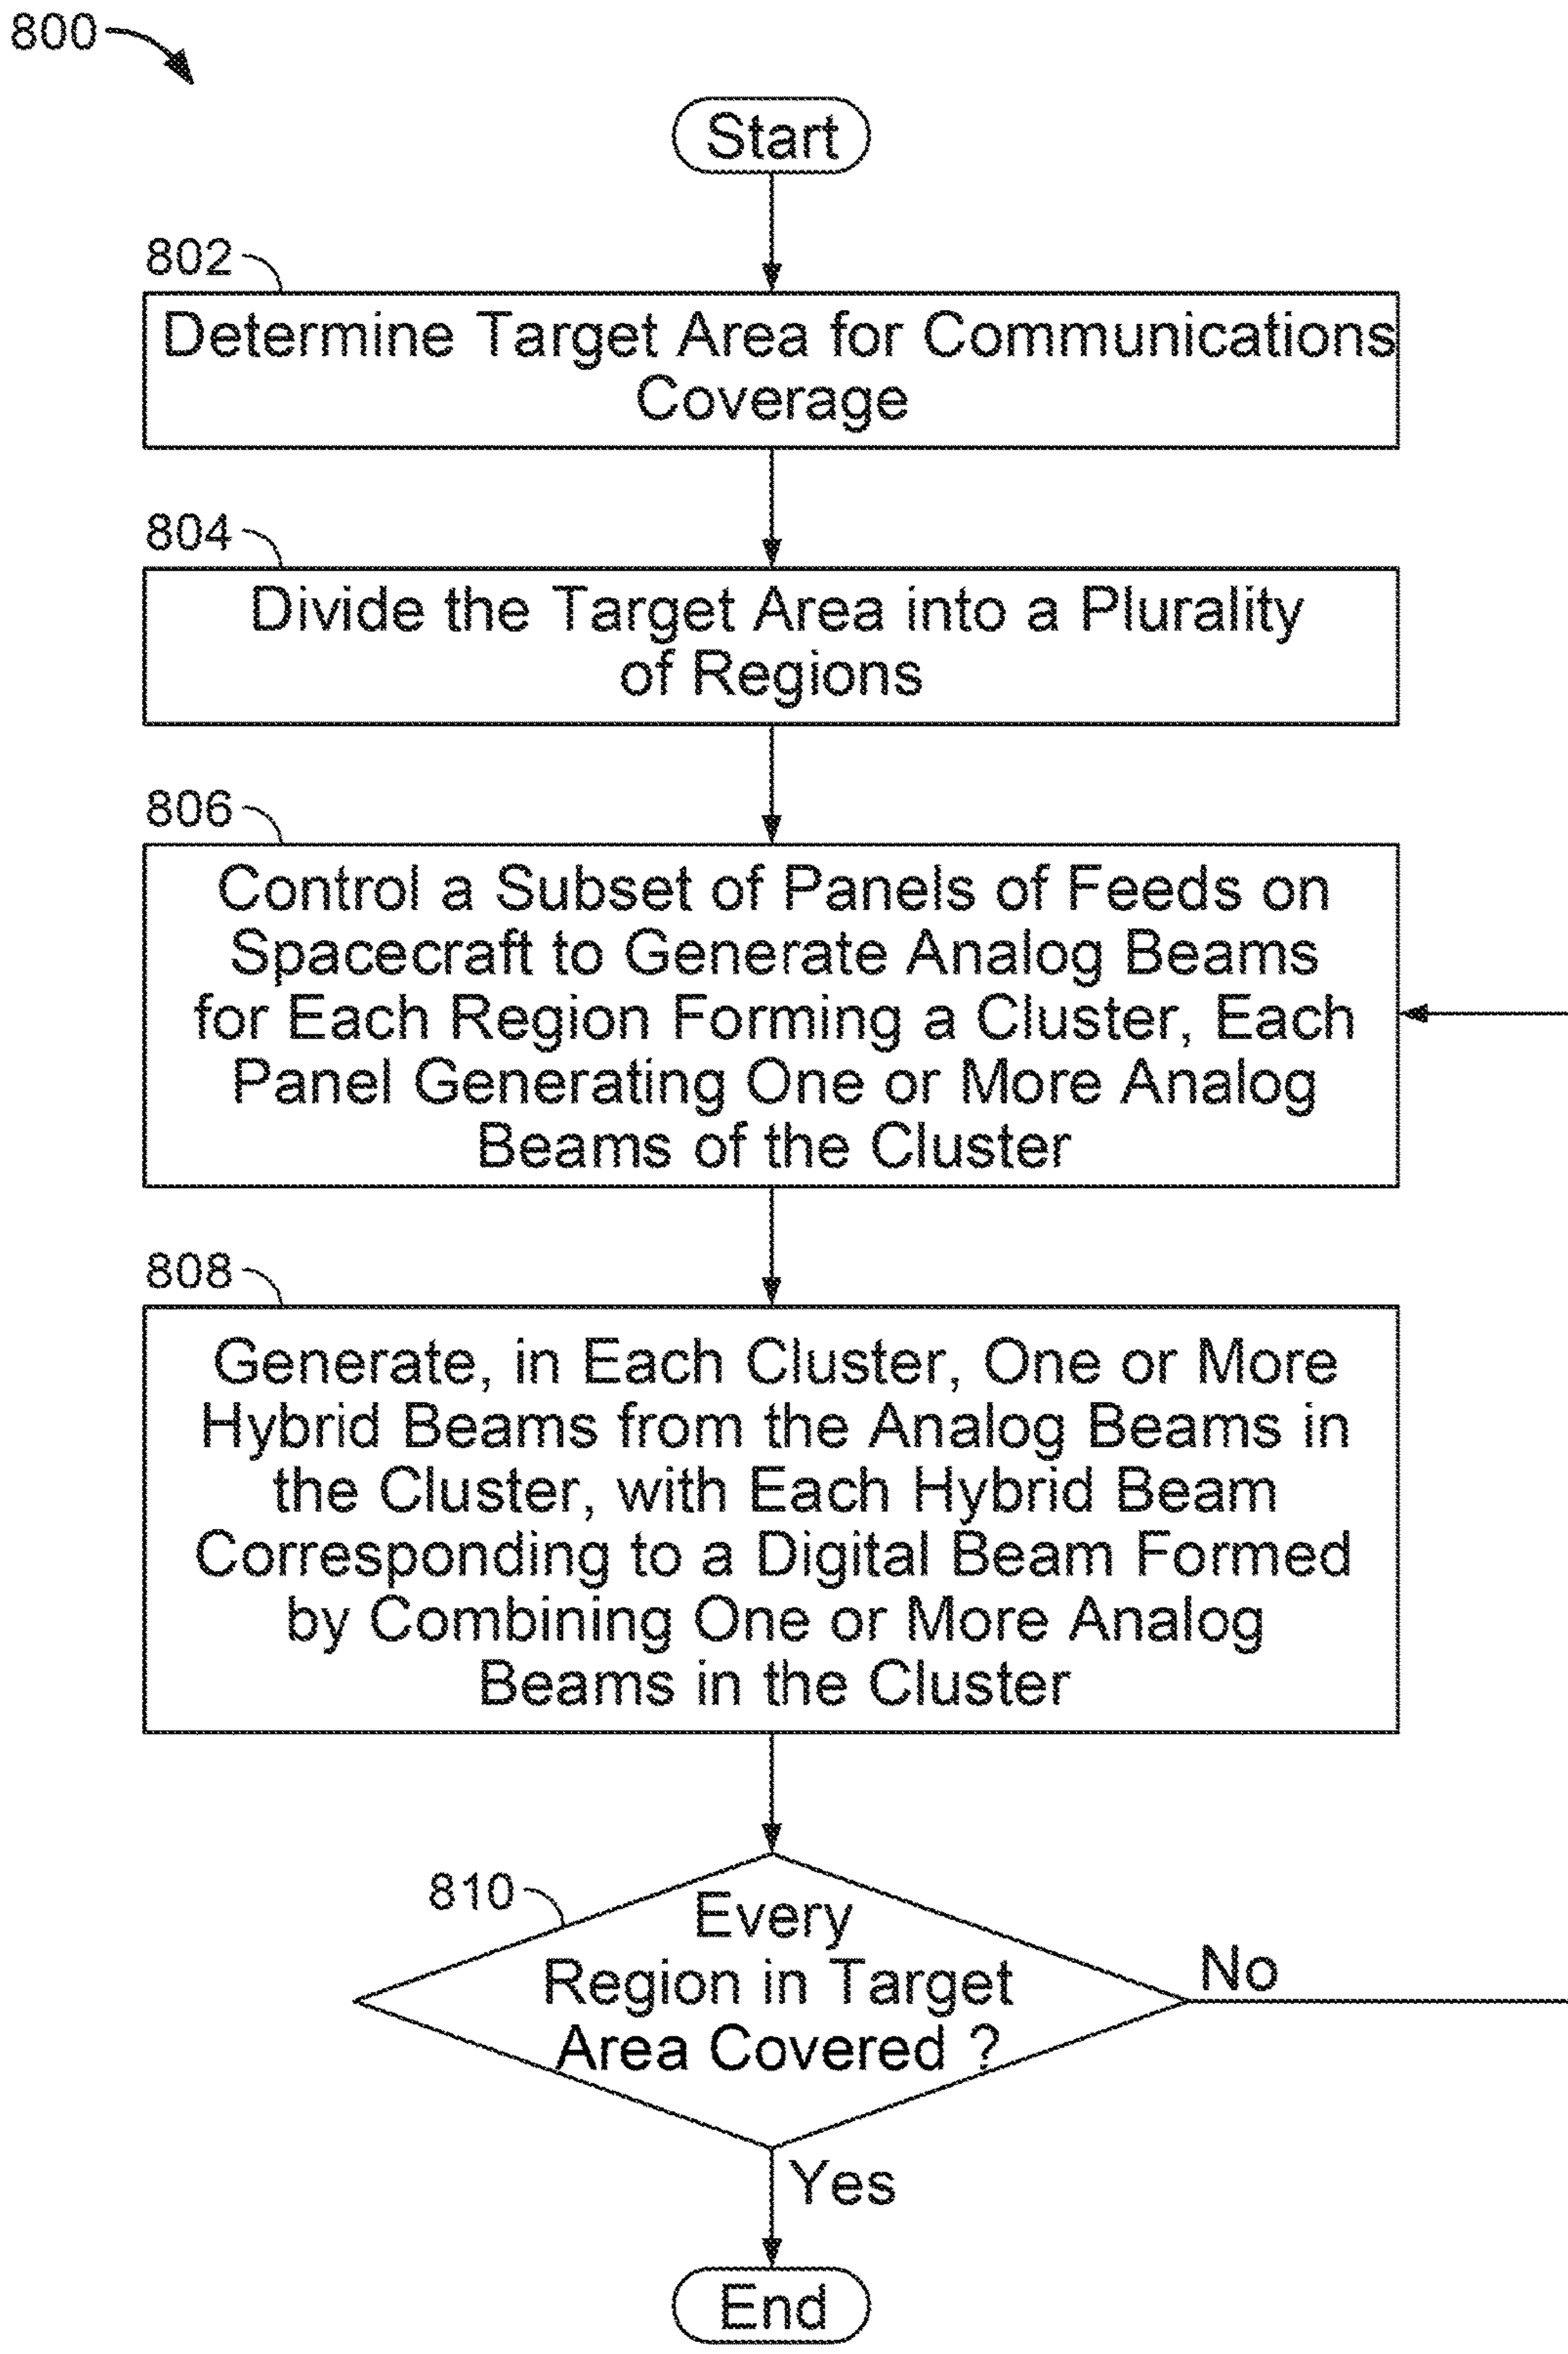 800
Start
802
Determine Target Area for Communications
Coverage
804
Divide the Target Area into a Plurality
of Regions
806
Control a Subset of Panels of Feeds on
Spacecraft to Generate Analog Beams
for Each Region Forming a Cluster, Each
Panel Generating One or More Analog
Beams of the Cluster
808
Generate, in Each Cluster, One or More
Hybrid Beams from the Analog Beams in
the Cluster, with Each Hybrid Beam
Corresponding to a Digital Beam Formed
by Combining One or More Analog
Beams in the Cluster
810
Every
Region in Target
Area Covered ?
No
Yes
End